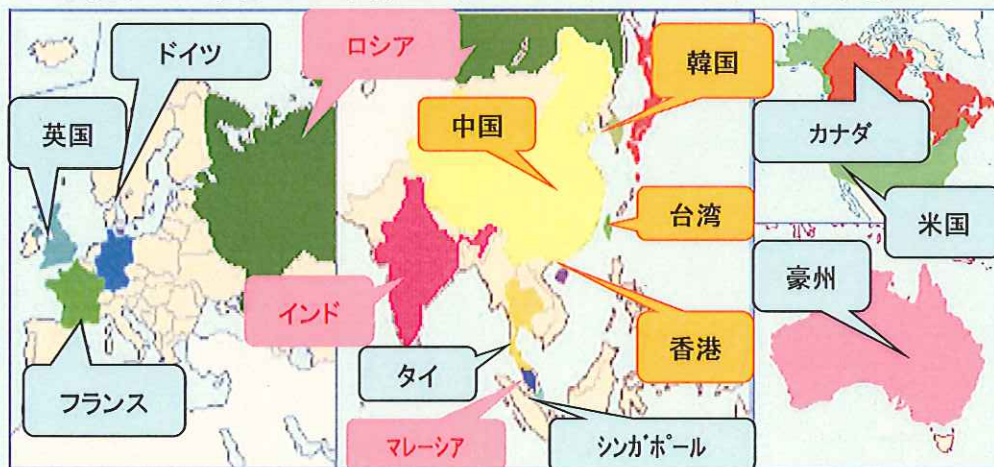 ドイツ
ロシア
韓国
英国
中国
カナダ
台湾
米国
豪州
インド
香港
タイ
フランス
マレーシア
シンガポール